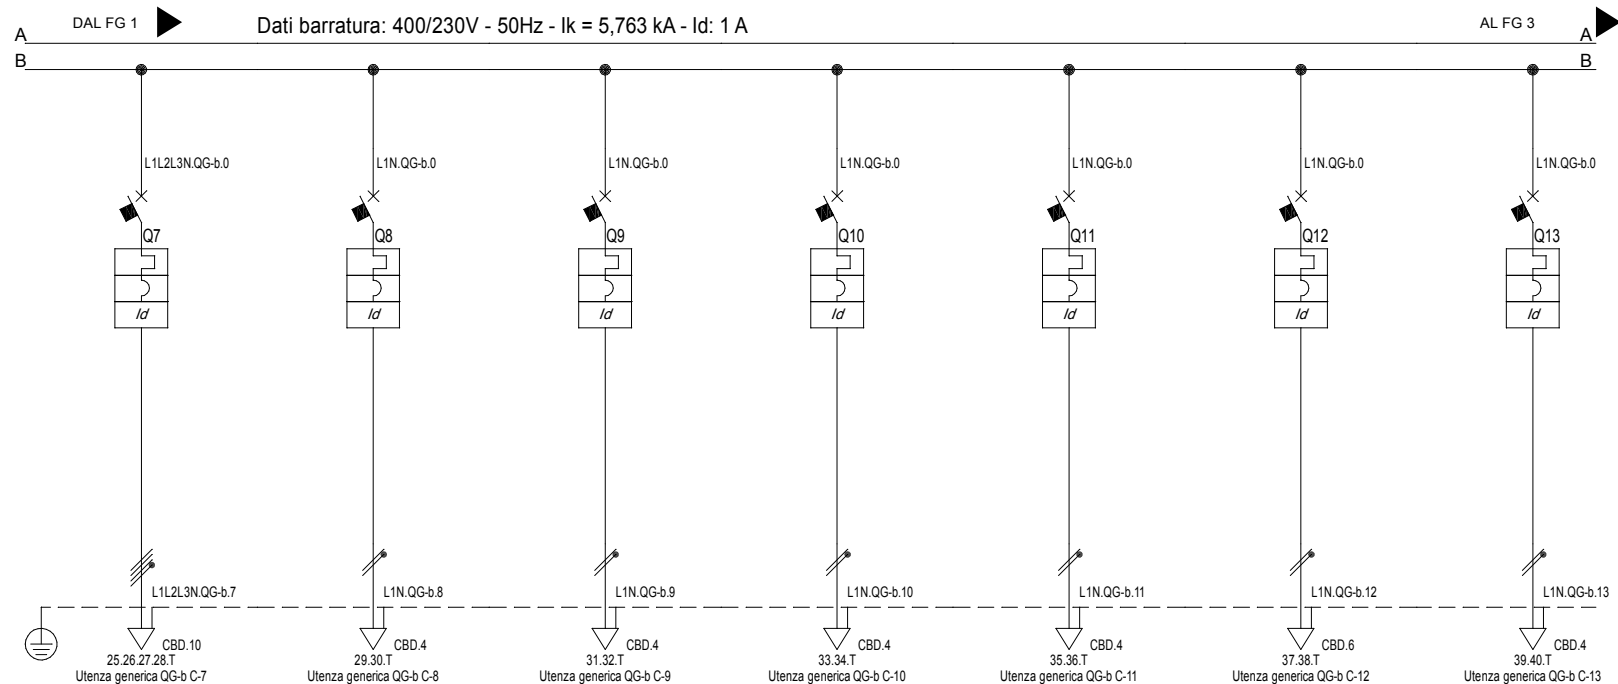 DAL FG 1
Dati barratura: 400/230V - 50Hz - Ik = 5,763 kA - Id: 1 A
AL FG 3
A A
B B
L1L2L3N.QG-b.0 L1N.QG-b.0 L1N.QG-b.0 L1N.QG-b.0 L1N.QG-b.0 L1N.QG-b.0 L1N.QG-b.0
Q7 Q8 Q9 Q10 Q11 Q12 Q13
Id Id Id Id Id Id Id
L1L2L3N.QG-b.7 L1N.QG-b.8 L1N.QG-b.9 L1N.QG-b.10 L1N.QG-b.11 L1N.QG-b.12 L1N.QG-b.13
CBD.10 CBD.4 CBD.4 CBD.4 CBD.4 CBD.6 CBD.4
25.26.27.28.T 29.30.T 31.32.T 33.34.T 35.36.T 37.38.T 39.40.T
Utenza generica QG-b C-7 Utenza generica QG-b C-8 Utenza generica QG-b C-9 Utenza generica QG-b C-10 Utenza generica QG-b C-11 Utenza generica QG-b C-12 Utenza generica QG-b C-13